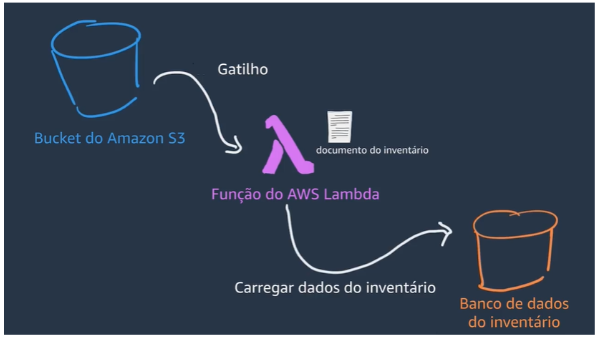 Gatilho
Bucket do Amazon S3
documento do inventário
Função do AWS Lambda
Carregar dados do inventário
Banco de dados
do inventário